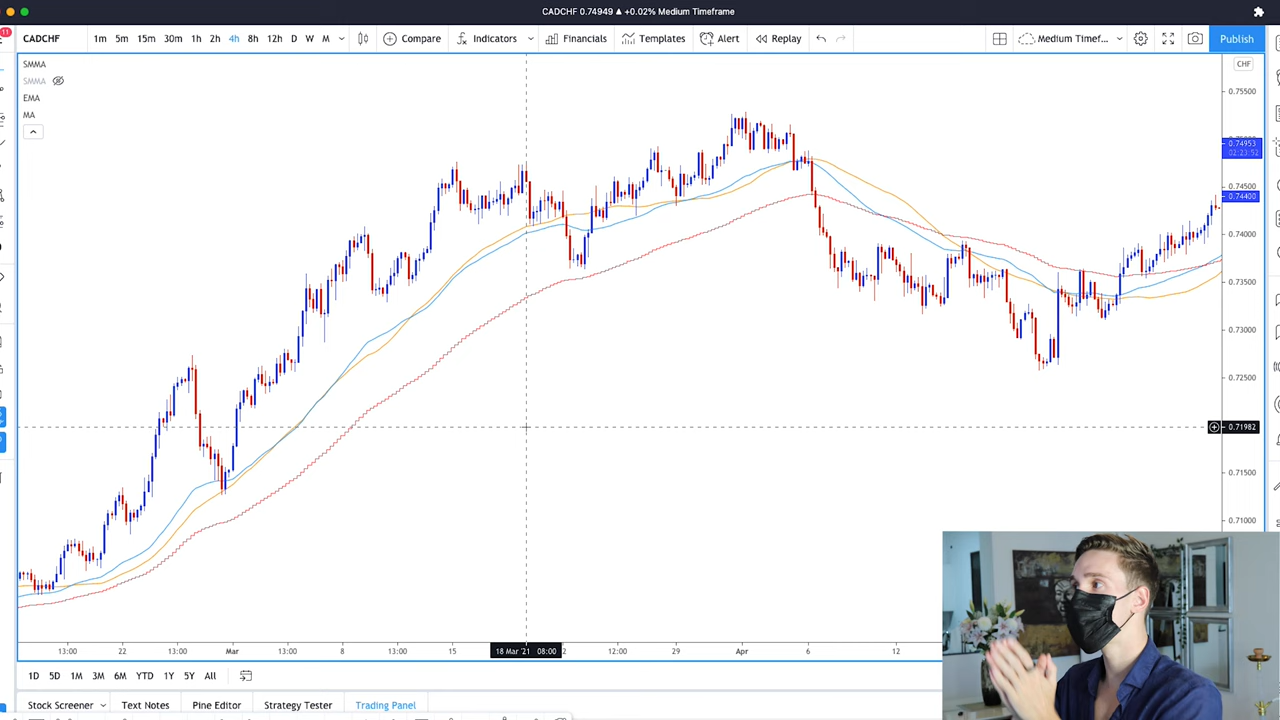 CADCHF 0.74949 ▲ +0.02% Medium Timeframe
11
CADCHF 1m 5m 15m 30m 1h 2h 4h 8h 12h D W M Compare Indicators Financials Templates Alert Replay Medium Timef... Publish
SMMA
SMMA
EMA
MA
CHF
0.75500
0.74953
02:23:52
0.74500
0.74400
0.74000
0.73500
0.73000
0.72500
0.71982
0.71500
0.71000
13:00 22 13:00 Mar 13:00 8 13:00 15 18 Mar '21 08:00 12:00 29 Apr 6 12
1D 5D 1M 3M 6M YTD 1Y 5Y All
Stock Screener Text Notes Pine Editor Strategy Tester Trading Panel